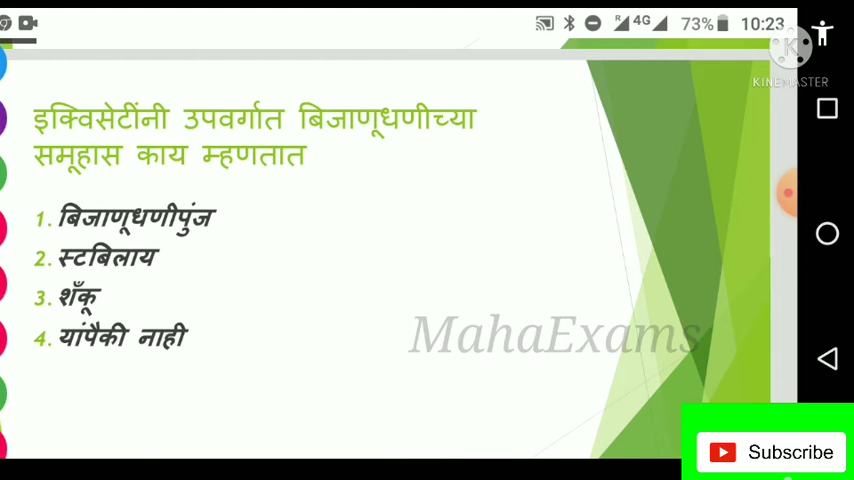 R 4G 73% 10:23
K
KINEMASTER
इक्विसेटींनी उपवर्गात बिजाणूधणीच्या
समूहास काय म्हणतात
1. बिजाणूधणीपुंज
2. स्टबिलाय
3. शँकू
4. यांपैकी नाही
MahaExams
Subscribe